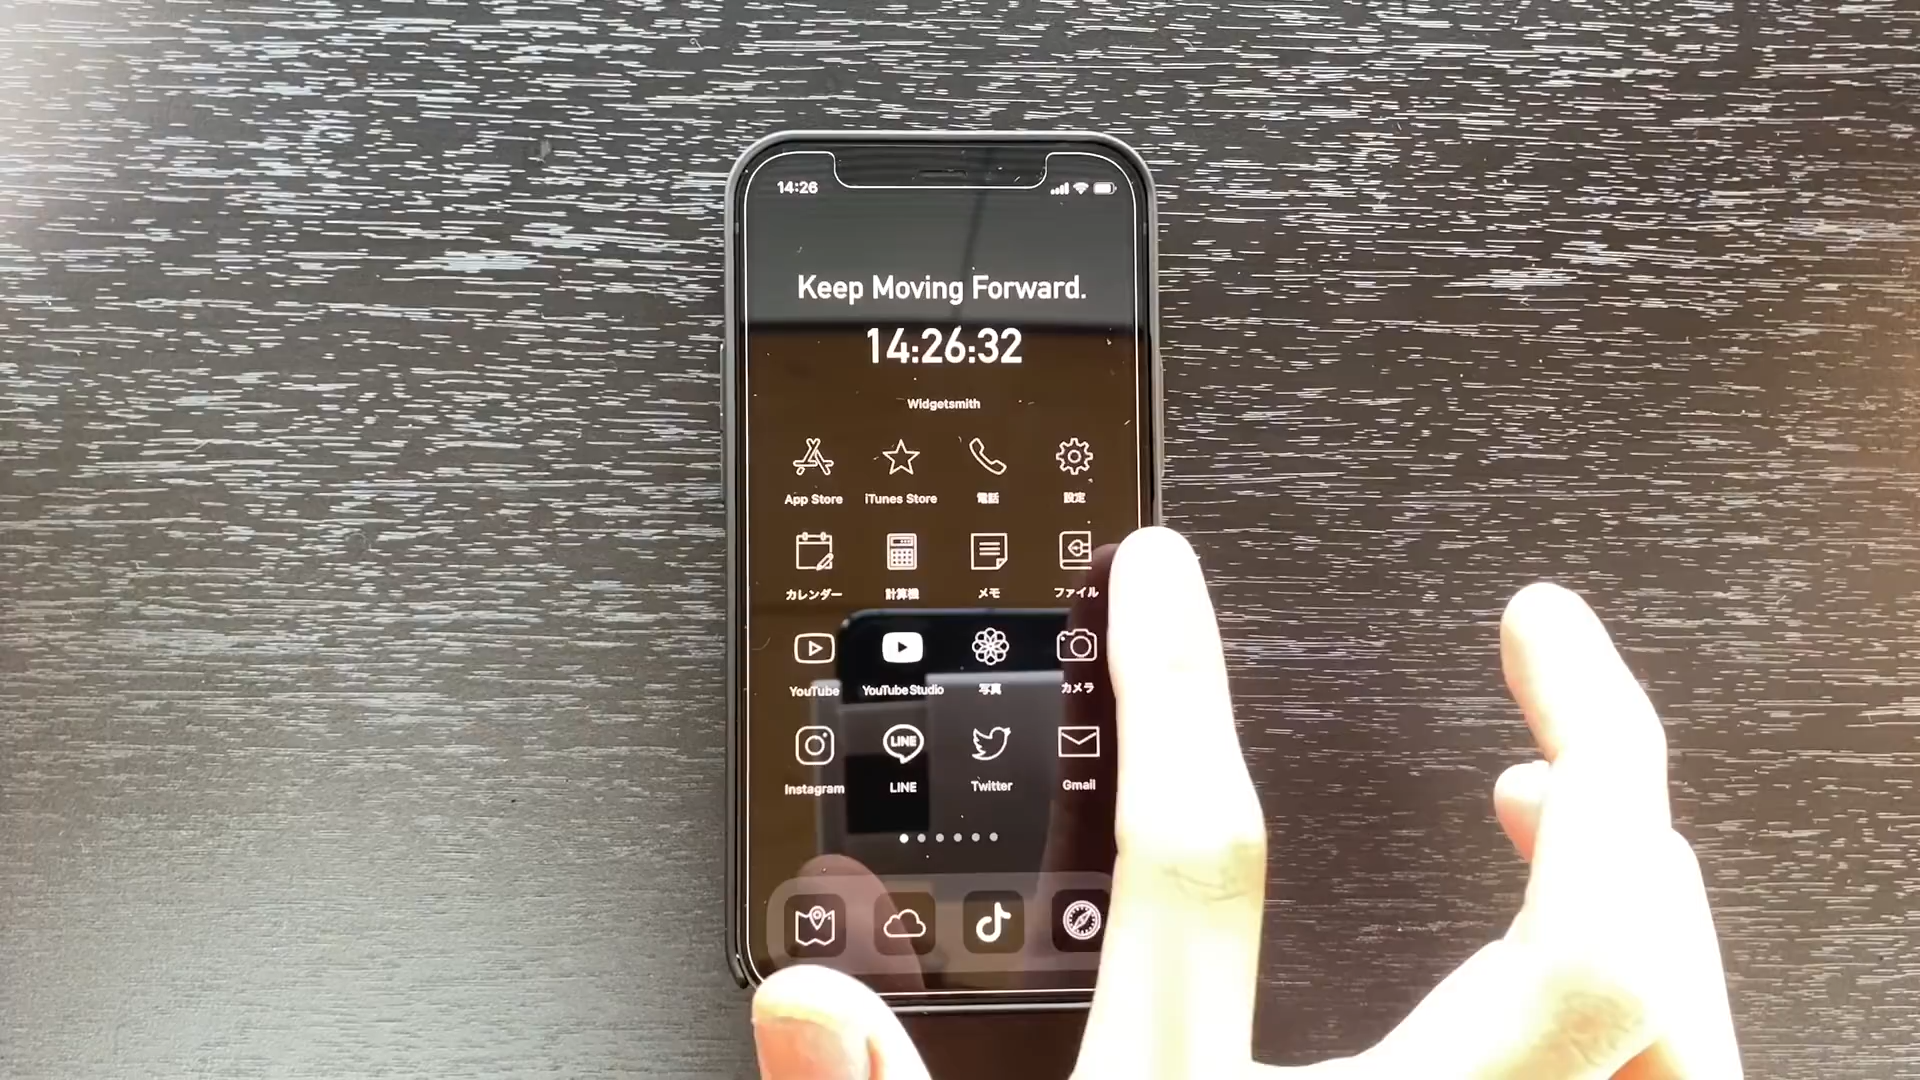 14:26
Keep Moving Forward.
14:26:32
Widgetsmith
App Store iTunes Store 電話 設定
カレンダー 計算機 メモ ファイル
YouTube YouTube Studio 写真 カメラ
LINE
Instagram LINE Twitter Gmail